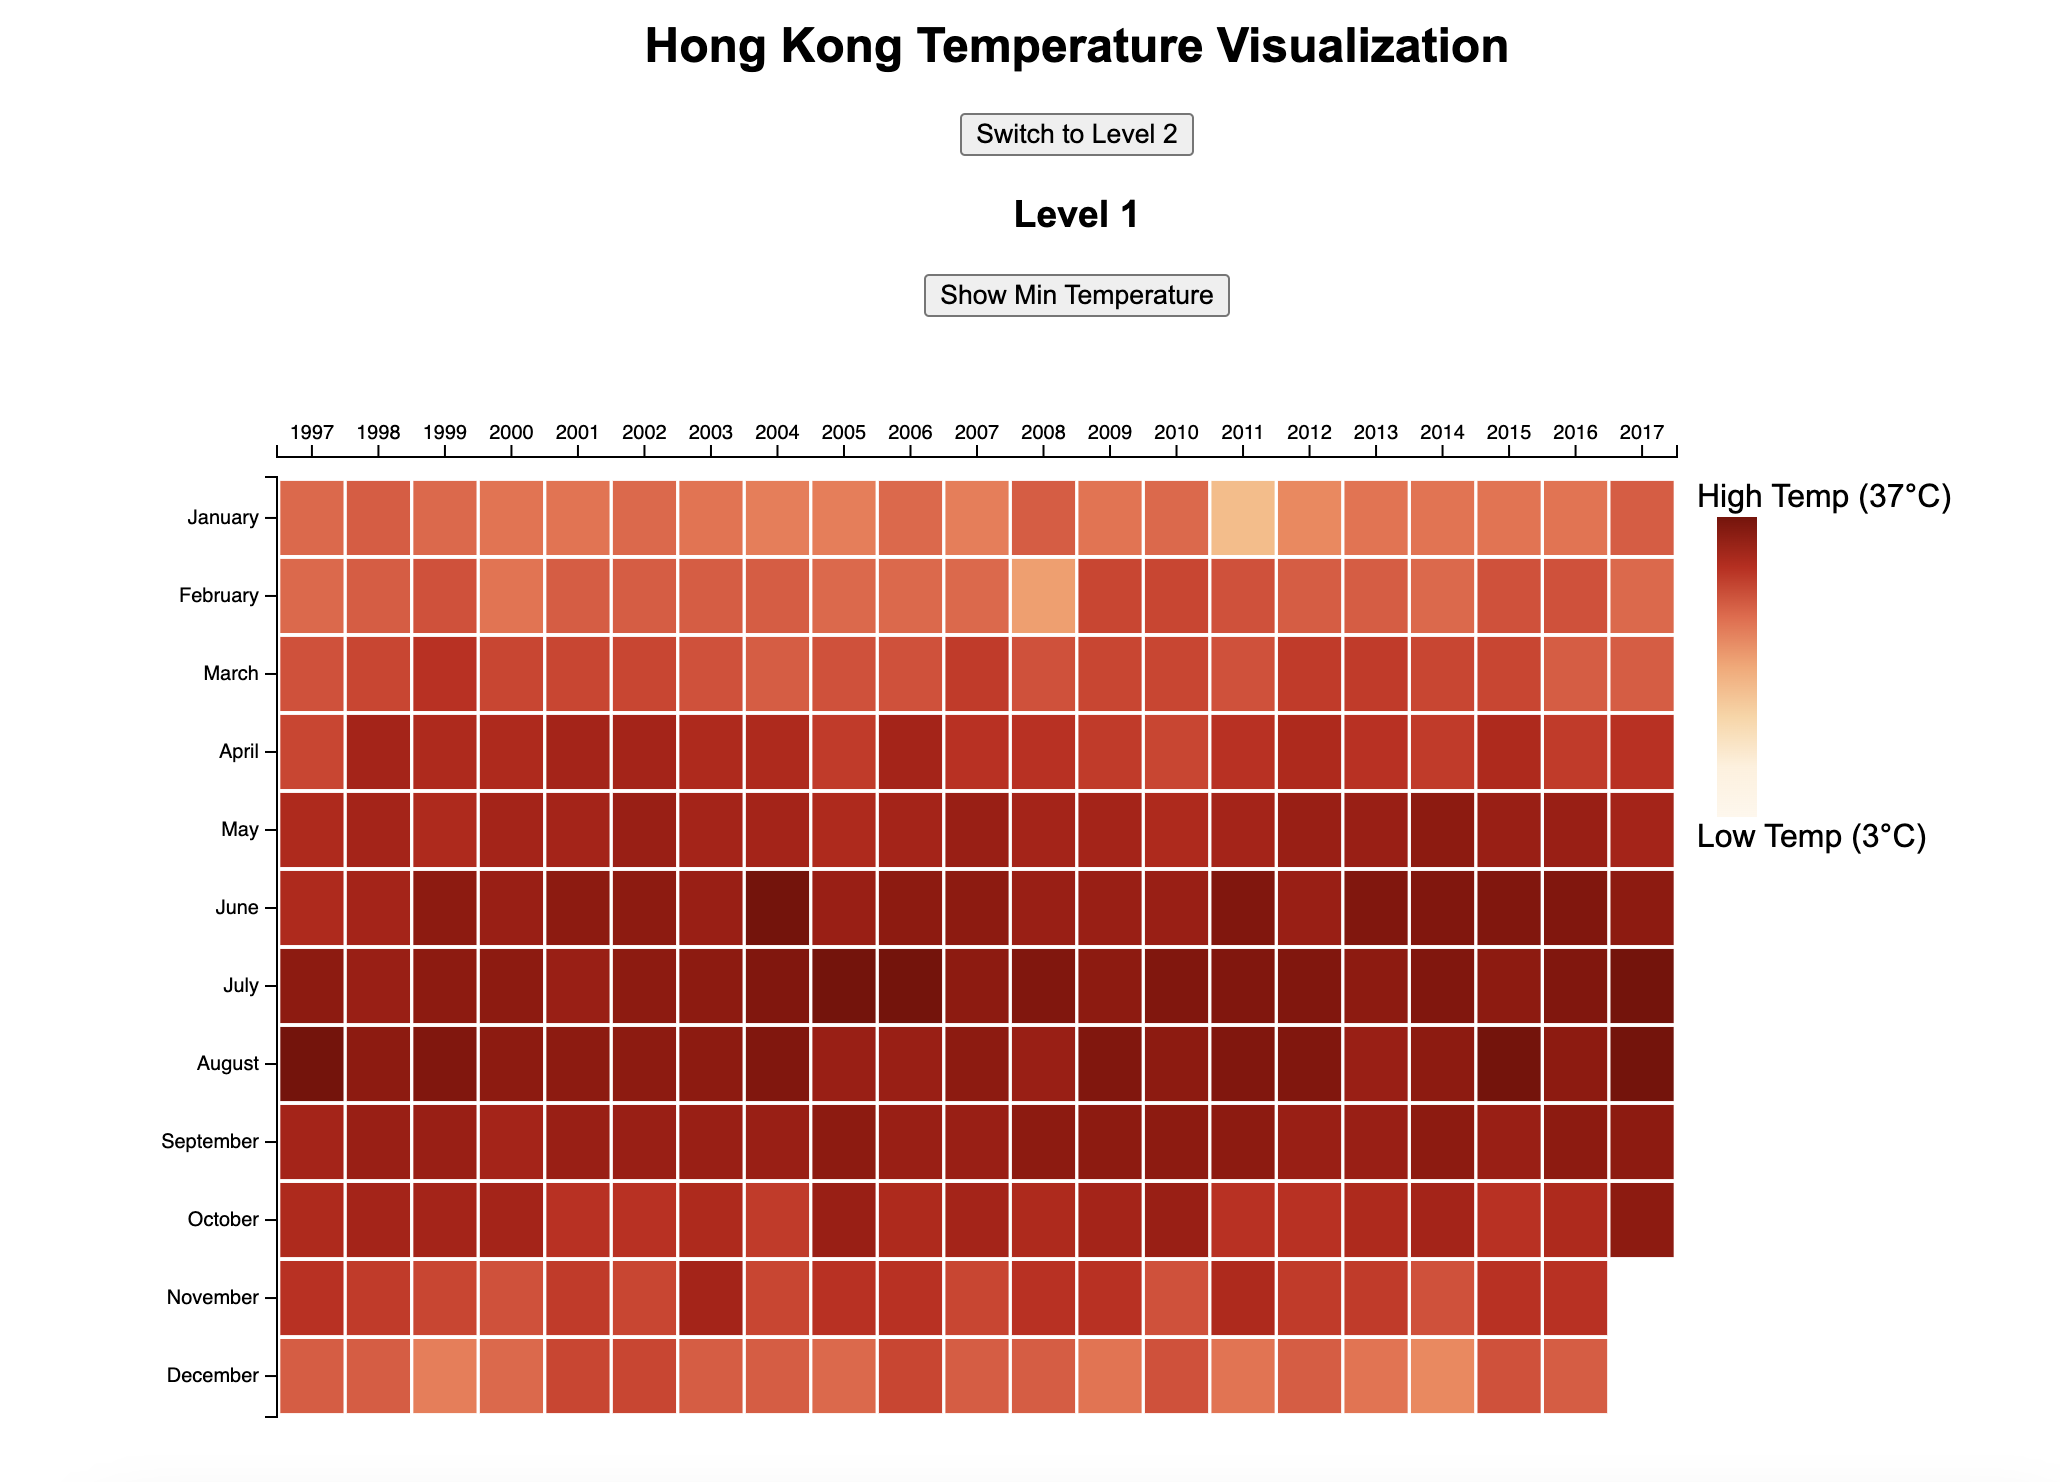 Hong Kong Temperature Visualization
Switch to Level 2
Level 1
Show Min Temperature
1997 1998 1999 2000 2001 2002 2003 2004 2005 2006 2007 2008 2009 2010 2011 2012 2013 2014 2015 2016 2017
January
High Temp (37°C)
February
March
April
May
Low Temp (3°C)
June
July
August
September
October
November
December